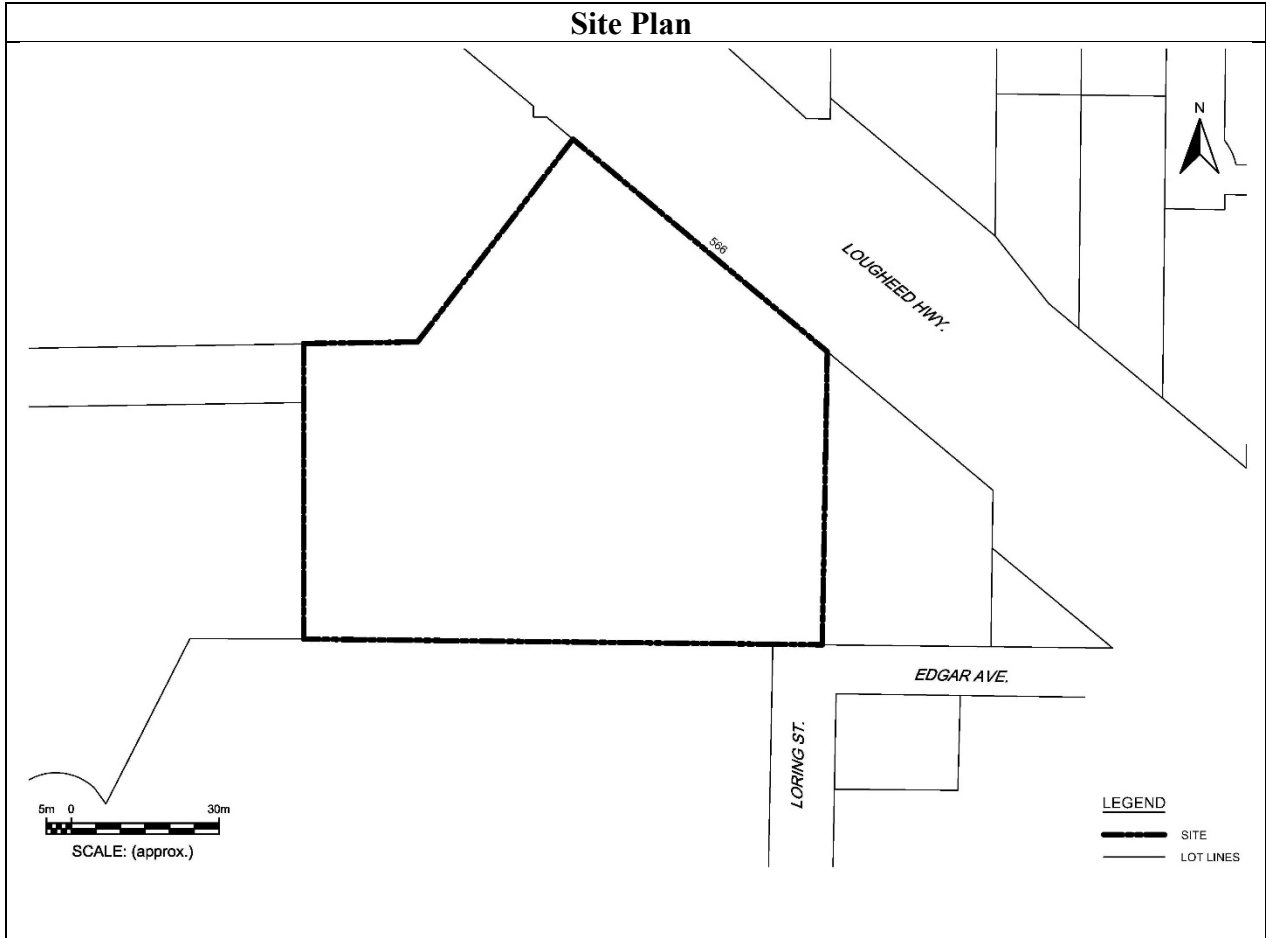 Site Plan
N
566
LOUGHEED HWY.
EDGAR AVE.
LORING ST.
5m 0 30m
SCALE: (approx.)
LEGEND
SITE
LOT LINES